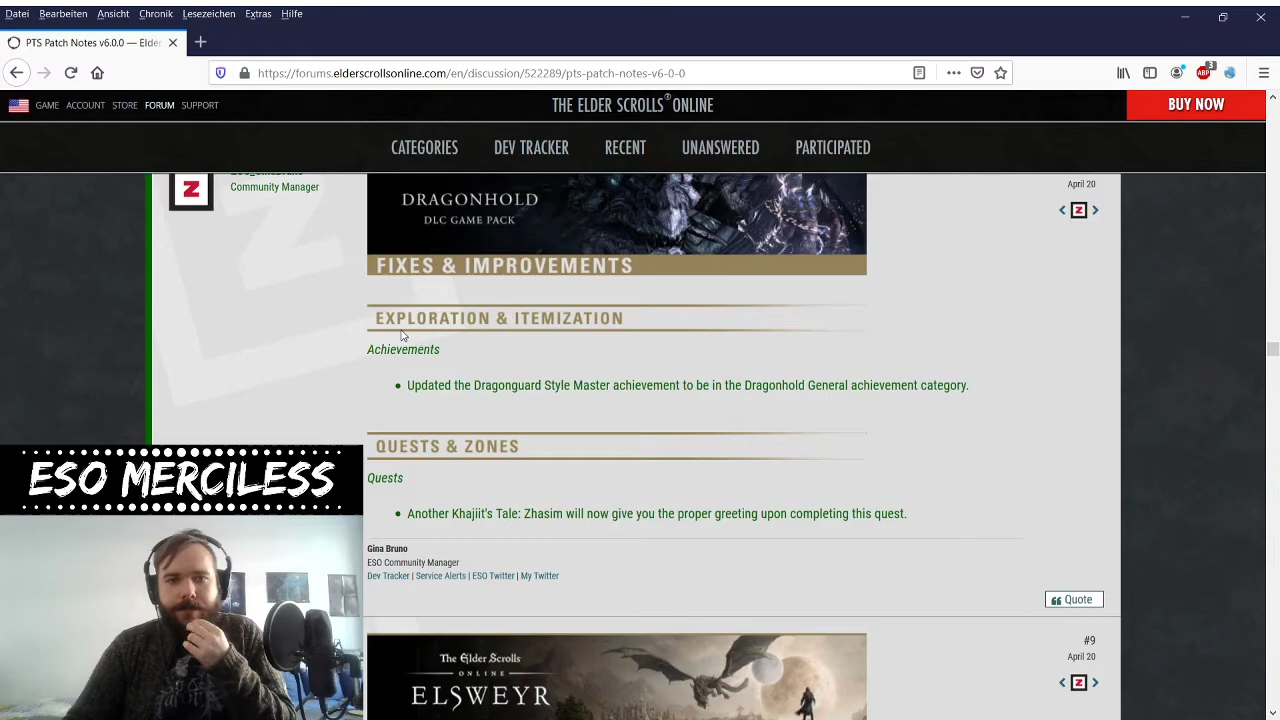 Datei Bearbeiten Ansicht Chronik Lesezeichen Extras Hilfe
PTS Patch Notes v6.0.0 — Elder
https://forums.elderscrollsonline.com/en/discussion/522289/pts-patch-notes-v6-0-0
ABP 3
GAME ACCOUNT STORE FORUM SUPPORT
THE ELDER SCROLLS® ONLINE
BUY NOW
CATEGORIES DEV TRACKER RECENT UNANSWERED PARTICIPATED
Community Manager
April 20
DRAGONHOLD
DLC GAME PACK
FIXES & IMPROVEMENTS
EXPLORATION & ITEMIZATION
Achievements
• Updated the Dragonguard Style Master achievement to be in the Dragonhold General achievement category.
QUESTS & ZONES
Quests
• Another Khajiit's Tale: Zhasim will now give you the proper greeting upon completing this quest.
Gina Bruno
ESO Community Manager
Dev Tracker | Service Alerts | ESO Twitter | My Twitter
Quote
ESO MERCILESS
#9
April 20
The Elder Scrolls
ONLINE
ELSWEYR